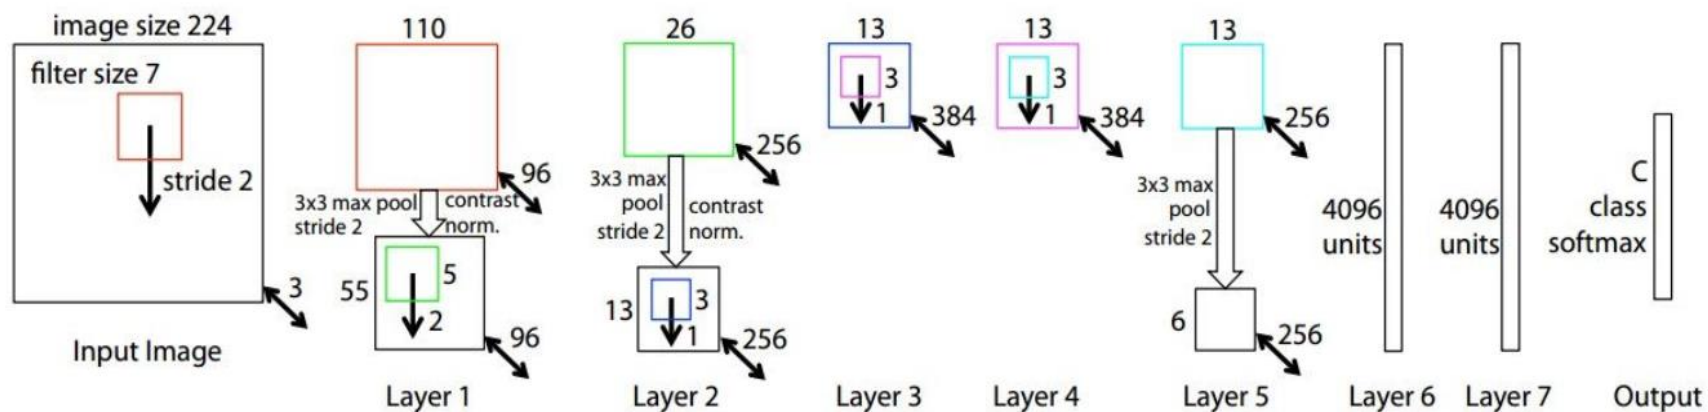 image size 224
filter size 7
stride 2
3
Input Image
110
96
3x3 max pool
stride 2
contrast
norm.
55
5
2
96
Layer 1
26
256
3x3 max
pool
stride 2
contrast
norm.
13
3
1
256
Layer 2
13
3
1
384
Layer 3
13
3
1
384
Layer 4
13
256
3x3 max
pool
stride 2
6
256
Layer 5
4096
units
Layer 6
4096
units
Layer 7
C
class
softmax
Output